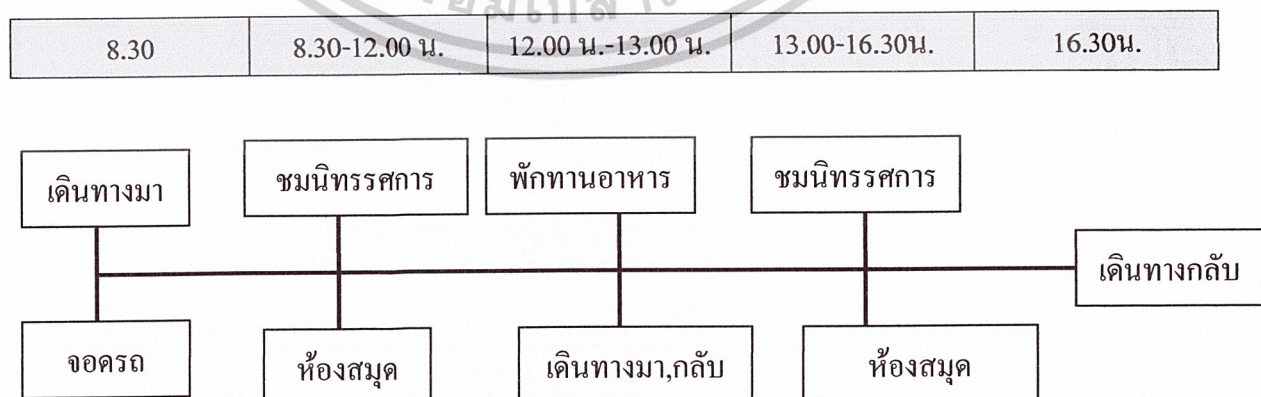 8.30 8.30-12.00 น. 12.00 น.-13.00 น. 13.00-16.30น. 16.30น.
เดินทางมา ชมนิทรรศการ พักทานอาหาร ชมนิทรรศการ
เดินทางกลับ
จอดรถ ห้องสมุด เดินทางมา,กลับ ห้องสมุด